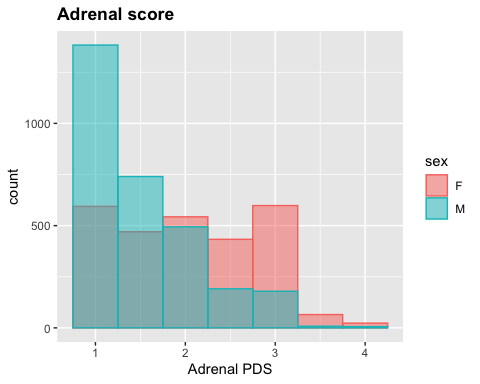 Adrenal score
1000
500
0
count
1 2 3 4
Adrenal PDS
sex
F
M